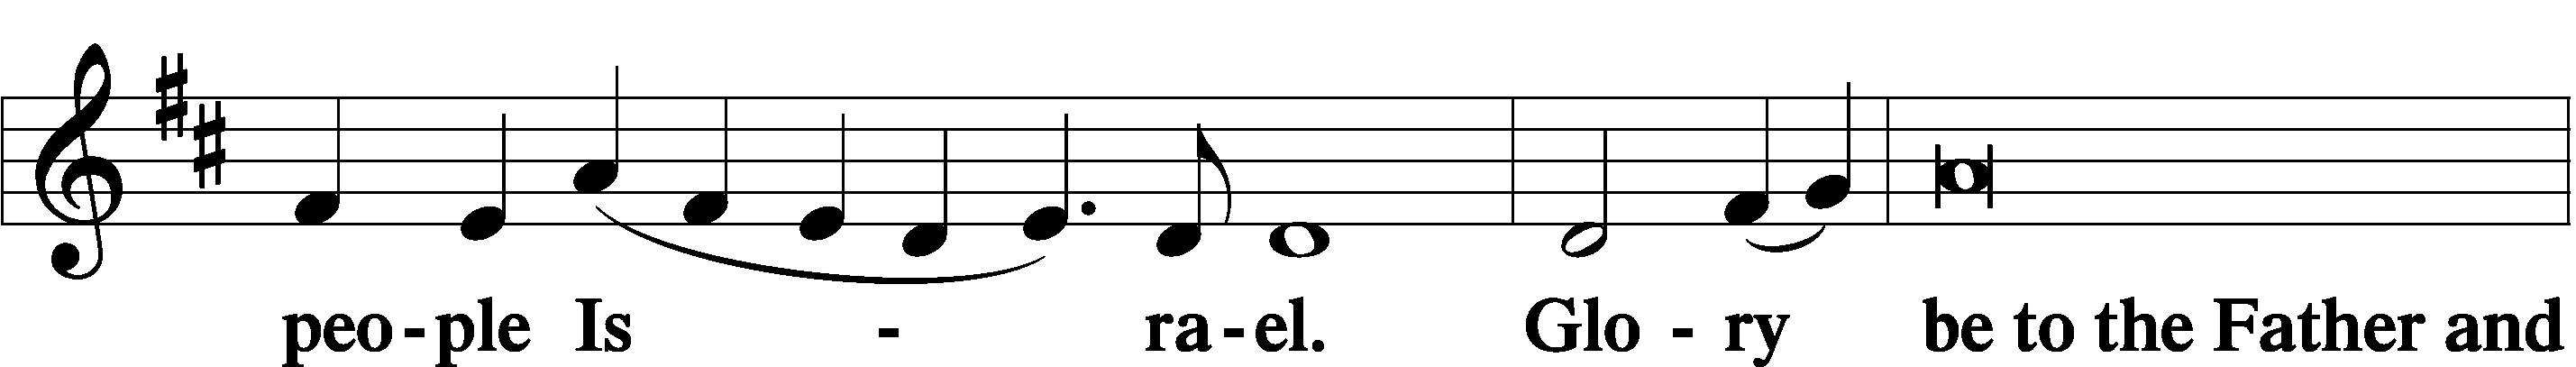 peo - ple Is - ra - el. Glo - ry be to the Father and